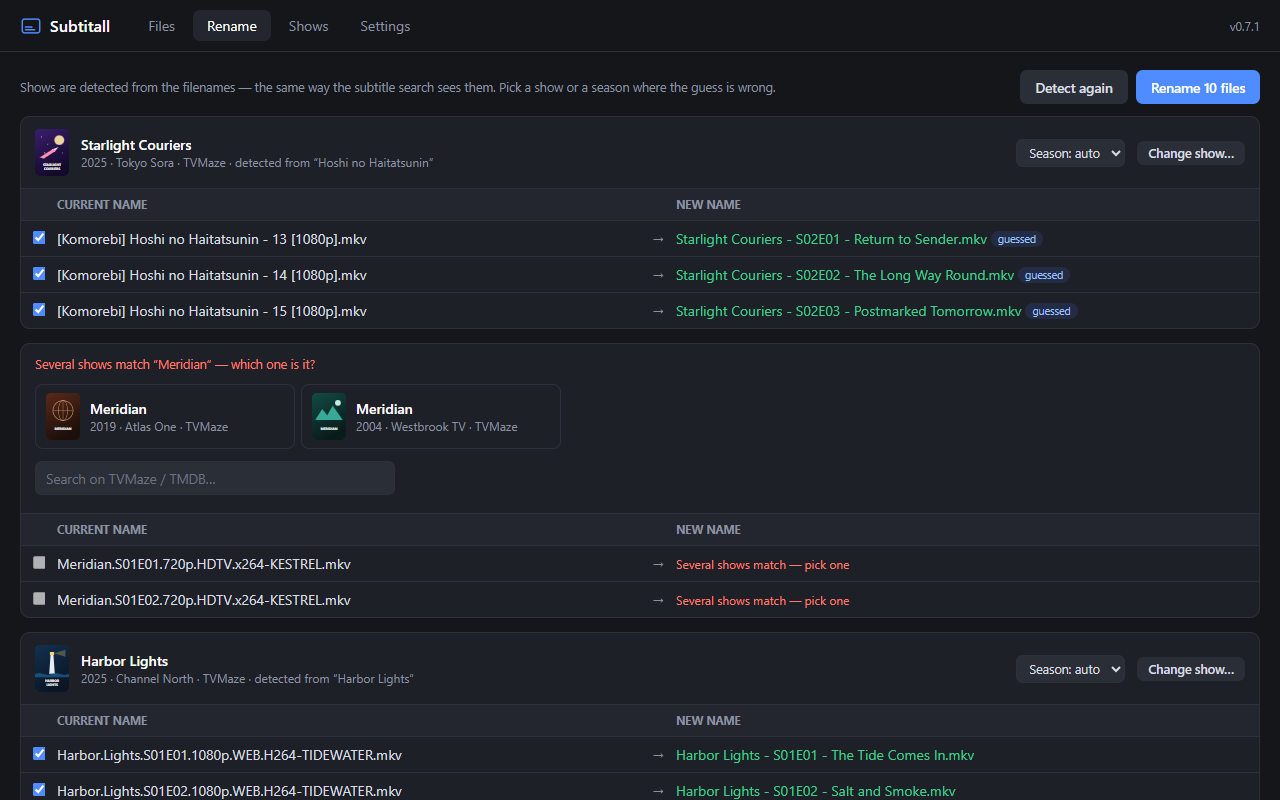 Subtitall Files Rename Shows Settings v0.7.1
Shows are detected from the filenames — the same way the subtitle search sees them. Pick a show or a season where the guess is wrong. Detect again Rename 10 files
STARLIGHT
COURIERS
Starlight Couriers
2025 · Tokyo Sora · TVMaze · detected from “Hoshi no Haitatsunin”
Season: auto Change show...
CURRENT NAME NEW NAME
[Komorebi] Hoshi no Haitatsunin - 13 [1080p].mkv → Starlight Couriers - S02E01 - Return to Sender.mkv guessed
[Komorebi] Hoshi no Haitatsunin - 14 [1080p].mkv → Starlight Couriers - S02E02 - The Long Way Round.mkv guessed
[Komorebi] Hoshi no Haitatsunin - 15 [1080p].mkv → Starlight Couriers - S02E03 - Postmarked Tomorrow.mkv guessed
Several shows match “Meridian” — which one is it?
MERIDIAN
Meridian
2019 · Atlas One · TVMaze
MERIDIAN
Meridian
2004 · Westbrook TV · TVMaze
Search on TVMaze / TMDB...
CURRENT NAME NEW NAME
Meridian.S01E01.720p.HDTV.x264-KESTREL.mkv → Several shows match — pick one
Meridian.S01E02.720p.HDTV.x264-KESTREL.mkv → Several shows match — pick one
HARBOR
LIGHTS
Harbor Lights
2025 · Channel North · TVMaze · detected from “Harbor Lights”
Season: auto Change show...
CURRENT NAME NEW NAME
Harbor.Lights.S01E01.1080p.WEB.H264-TIDEWATER.mkv → Harbor Lights - S01E01 - The Tide Comes In.mkv
Harbor.Lights.S01E02.1080p.WEB.H264-TIDEWATER.mkv → Harbor Lights - S01E02 - Salt and Smoke.mkv